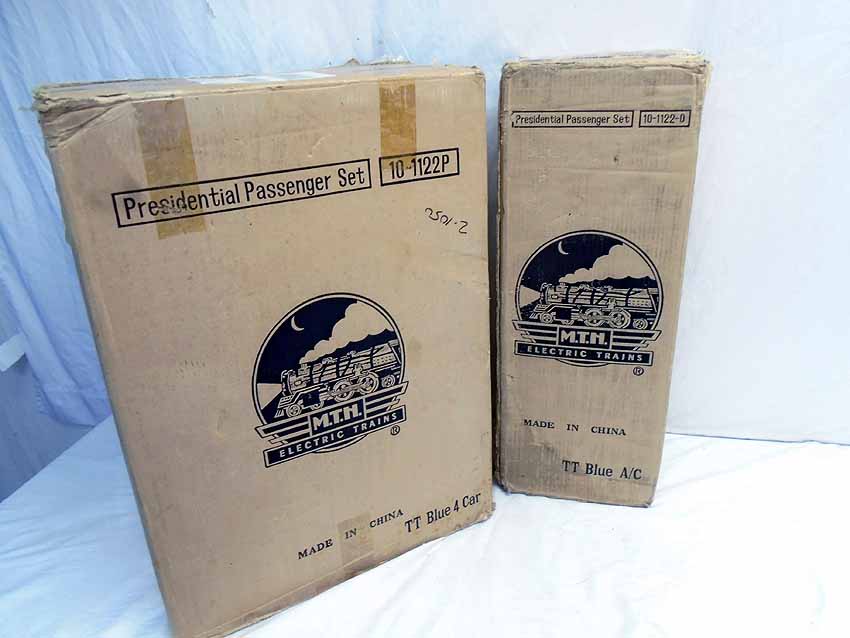 Presidential Passenger Set 10-1122P
2501-2
M.T.H.
ELECTRIC TRAINS
®
MADE IN CHINA
TT Blue 4 Car
Presidential Passenger Set 10-1122-D
M.T.H.
ELECTRIC TRAINS
®
MADE IN CHINA
TT Blue A/C